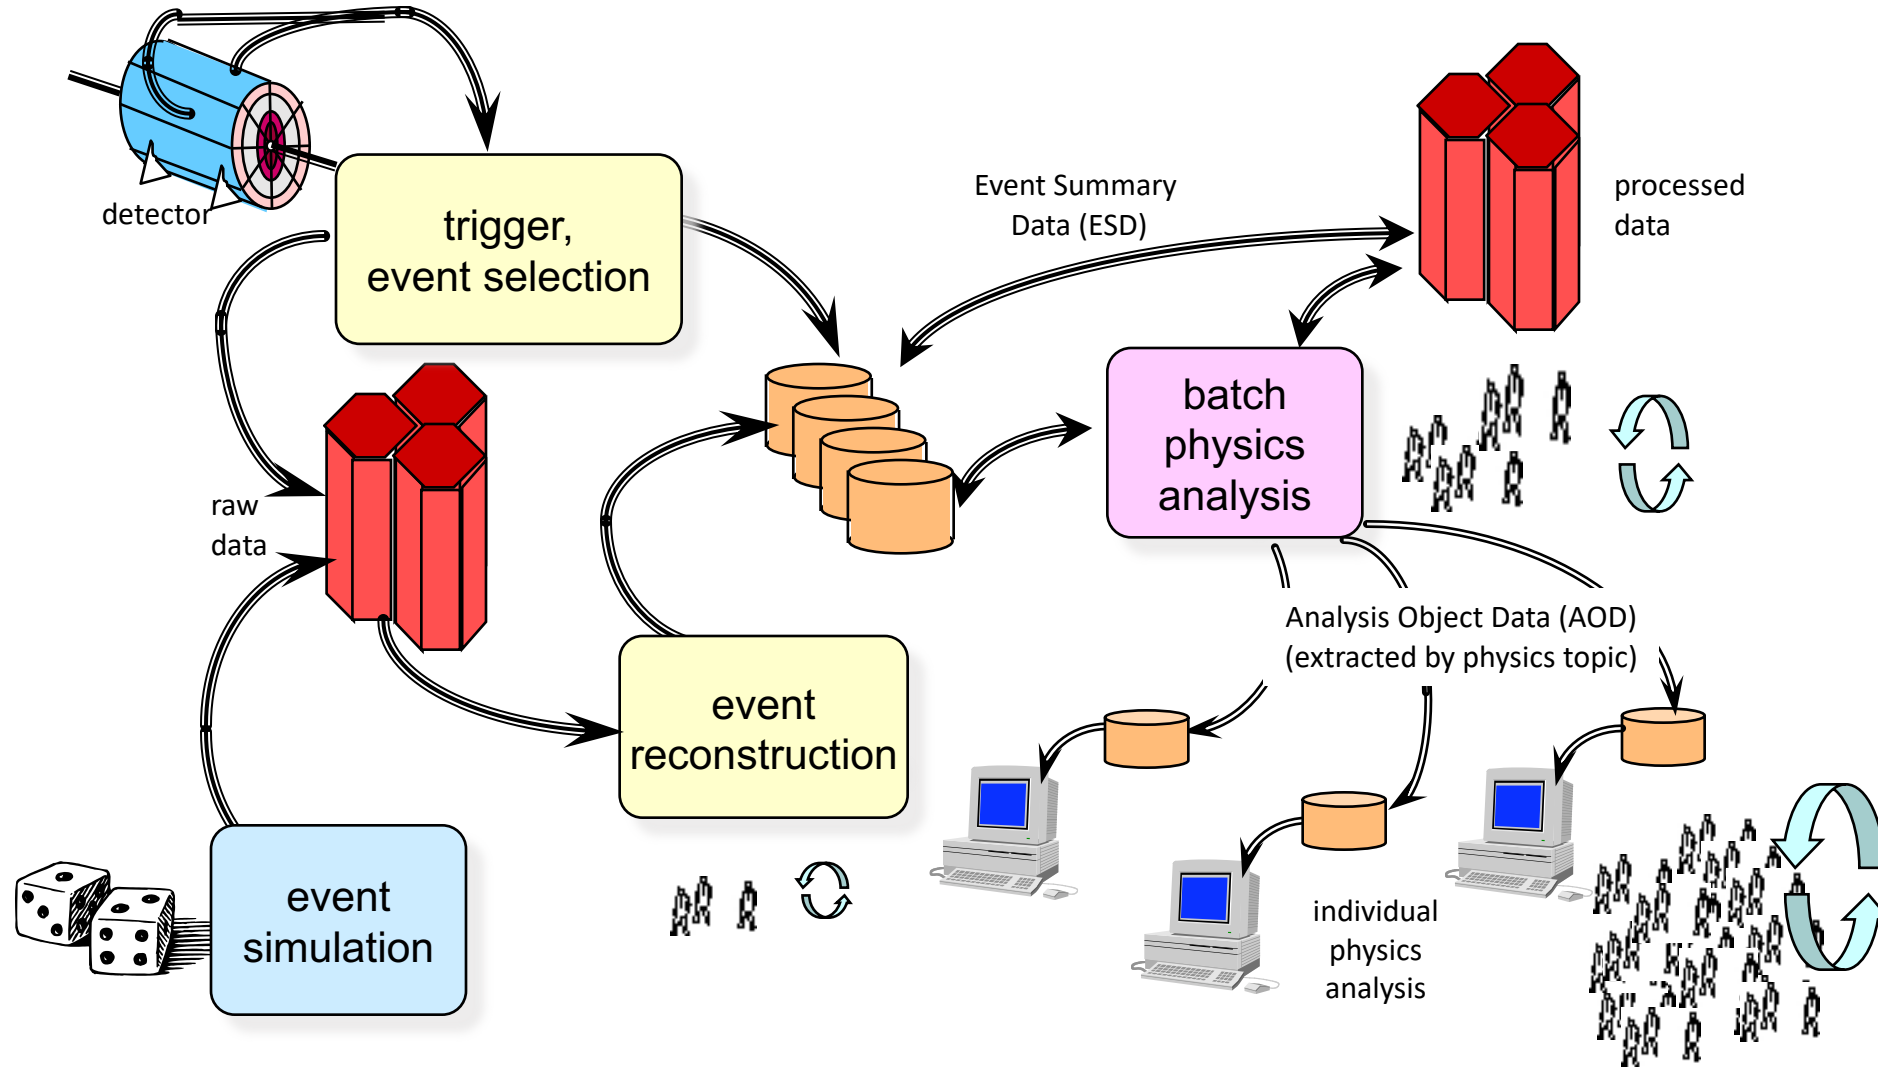 detector
trigger,
event selection
Event Summary
Data (ESD)
processed
data
raw
data
batch
physics
analysis
Analysis Object Data (AOD)
(extracted by physics topic)
event
reconstruction
event
simulation
individual
physics
analysis